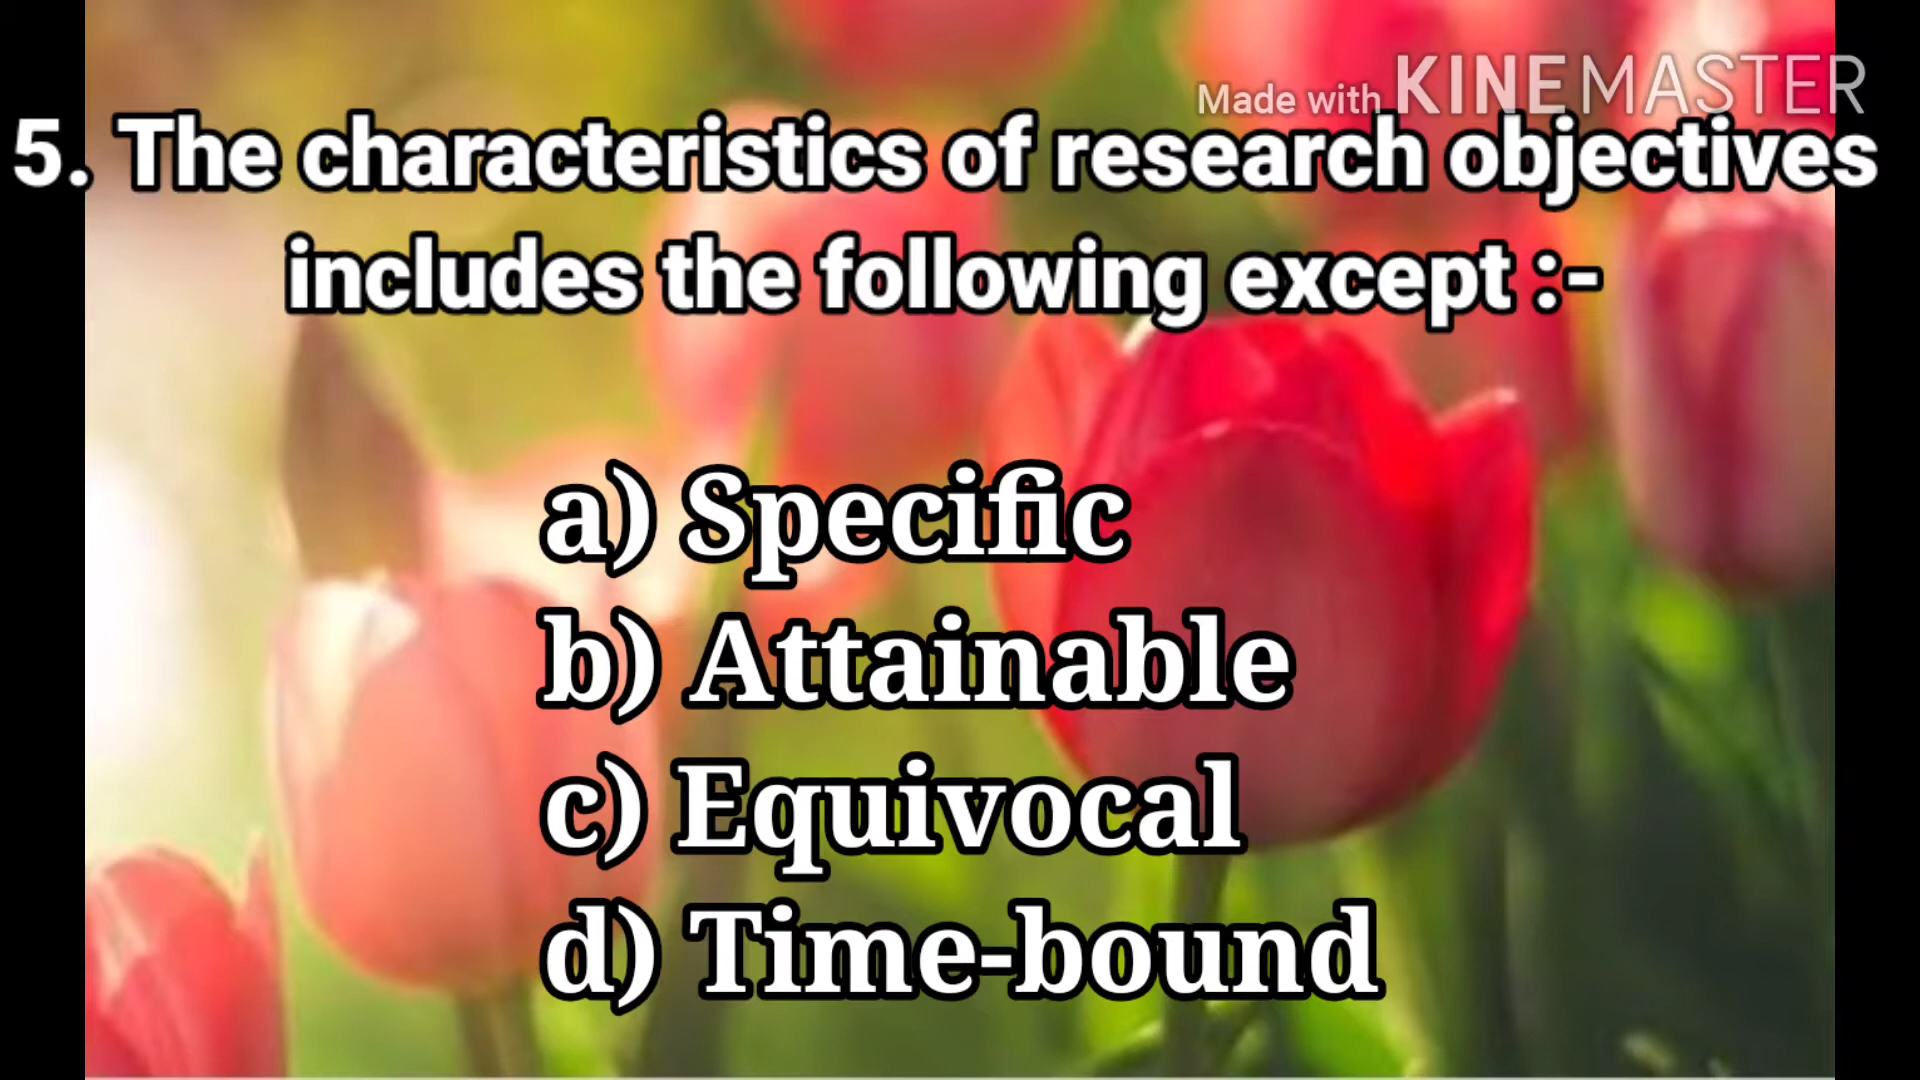 Made with KINEMASTER
5. The characteristics of research objectives
includes the following except :-
a) Specific
b) Attainable
c) Equivocal
d) Time-bound